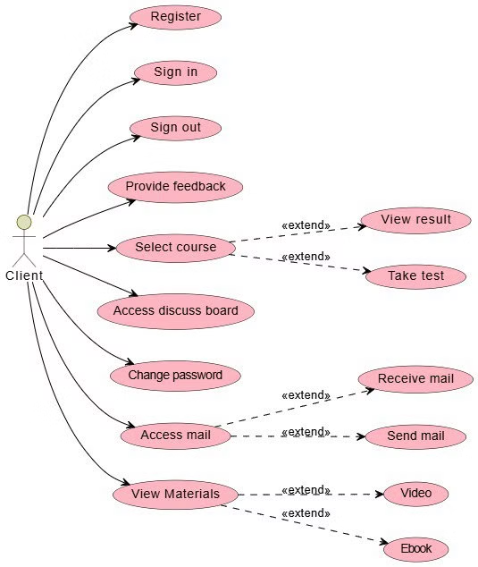 Register
Sign in
Sign out
Provide feedback
Select course
«extend»
View result
«extend»
Take test
Client
Access discuss board
Change password
Access mail
«extend»
Receive mail
«extend»
Send mail
View Materials
«extend»
Video
«extend»
Ebook